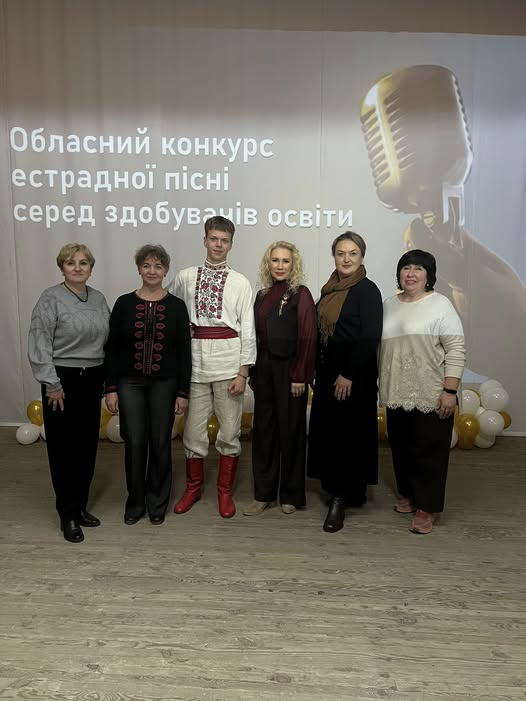 Обласний конкурс
естрадної пісні
серед здобувачів освіти